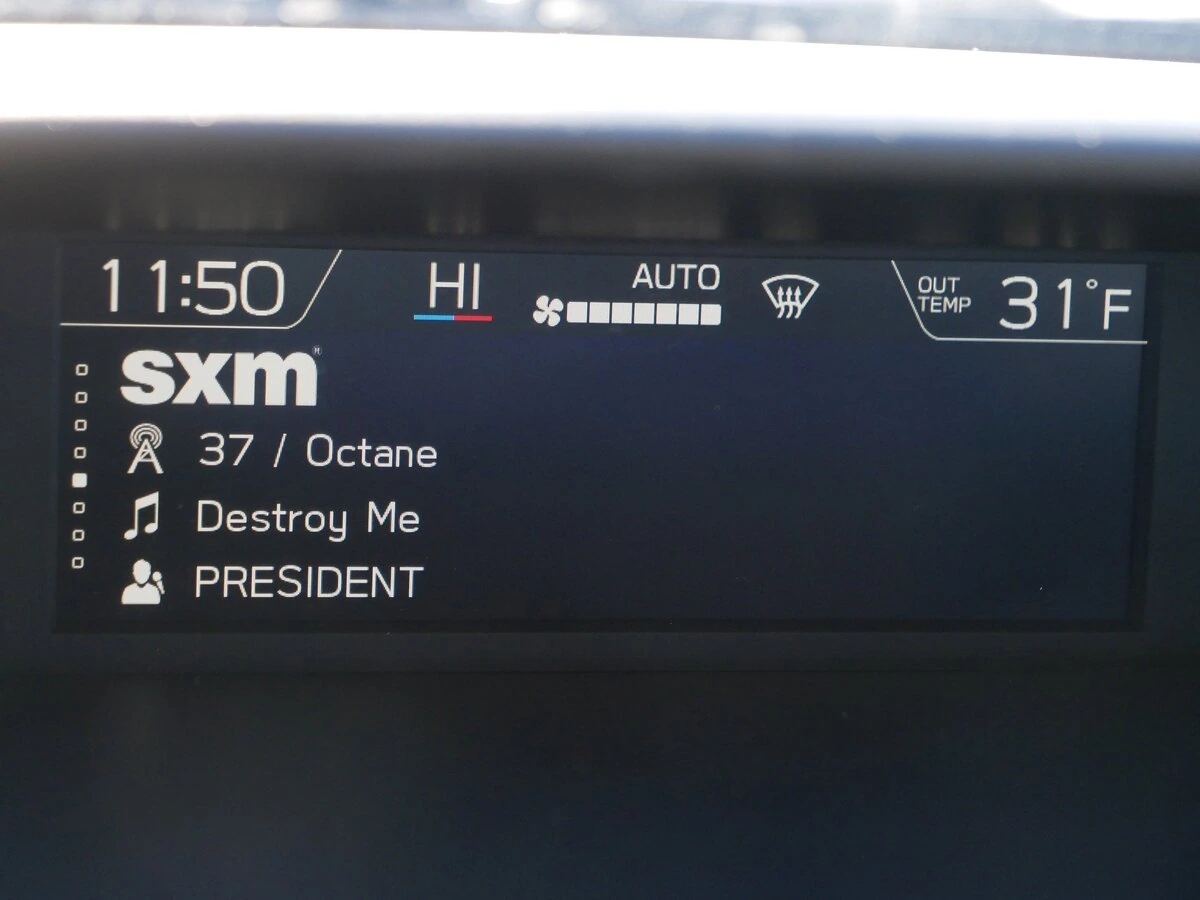 11:50
HI
AUTO
OUT
TEMP
31°F
sxm®
37 / Octane
Destroy Me
PRESIDENT